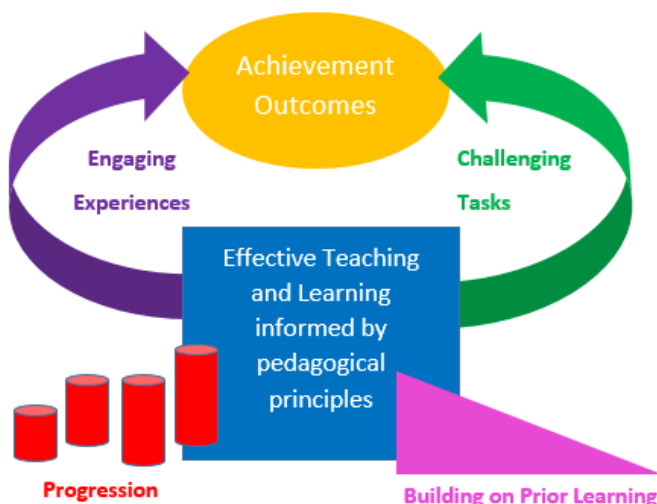 Achievement
Outcomes
Engaging
Experiences
Challenging
Tasks
Effective Teaching
and Learning
informed by
pedagogical
principles
Progression
Building on Prior Learning